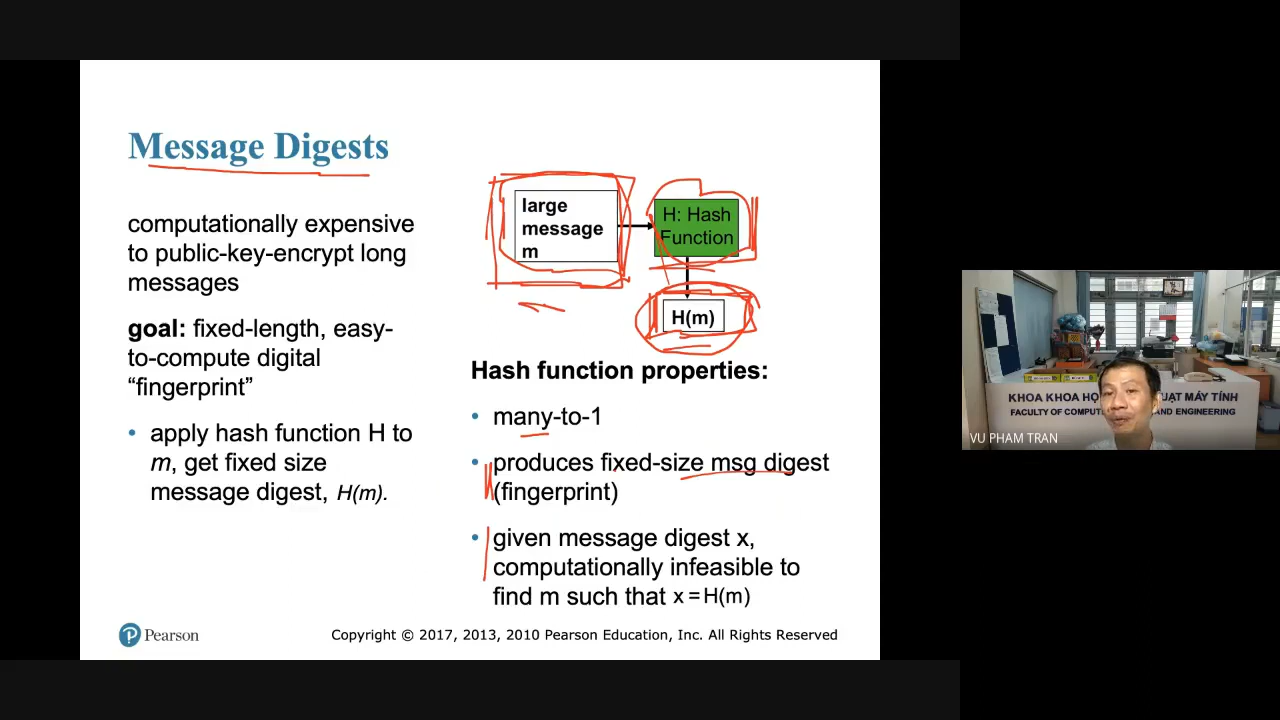 Message Digests
computationally expensive
to public-key-encrypt long
messages
goal: fixed-length, easy-
to-compute digital
“fingerprint”
• apply hash function H to
m, get fixed size
message digest, H(m).
large
message
m
H: Hash
Function
H(m)
Hash function properties:
• many-to-1
• produces fixed-size msg digest
(fingerprint)
• given message digest x,
computationally infeasible to
find m such that x = H(m)
Pearson
Copyright © 2017, 2013, 2010 Pearson Education, Inc. All Rights Reserved
KHOA KHOA HỌ UẬT MÁY TÍNH
FACULTY OF COMPUT AND ENGINEERING
VU PHAM TRAN